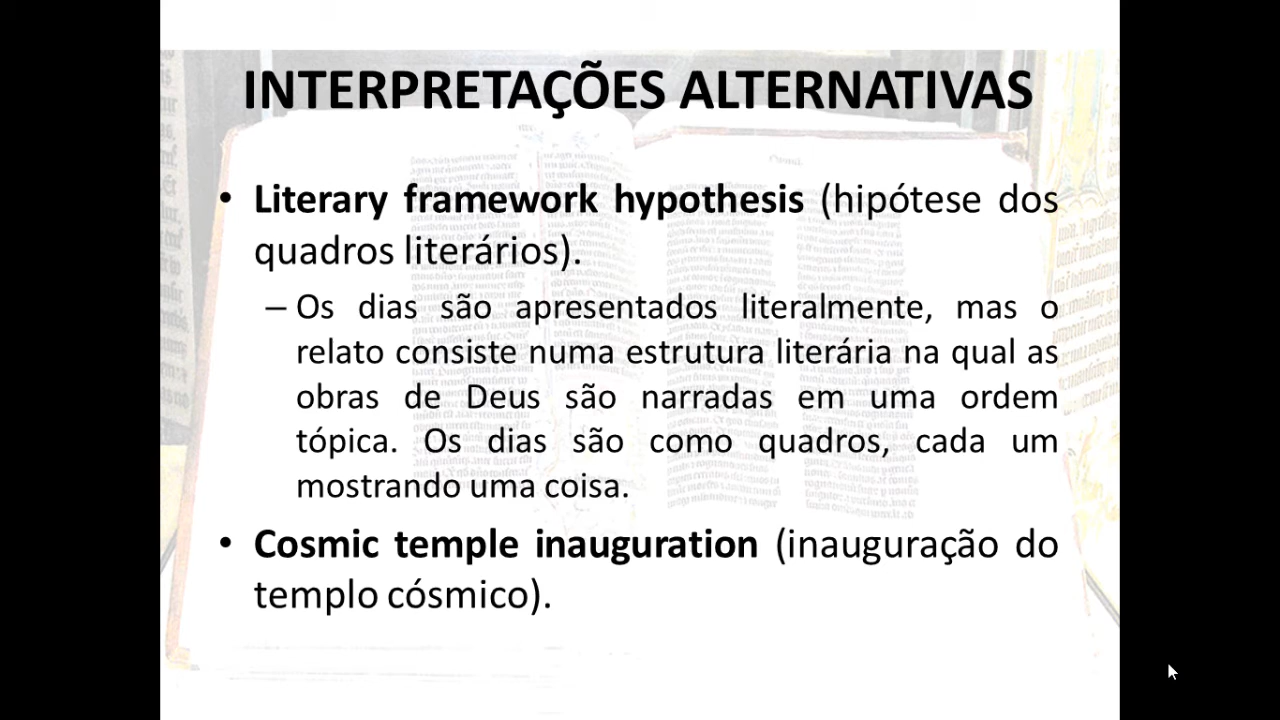 INTERPRETAÇÕES ALTERNATIVAS
• Literary framework hypothesis (hipótese dos
quadros literários).
– Os dias são apresentados literalmente, mas o
relato consiste numa estrutura literária na qual as
obras de Deus são narradas em uma ordem
tópica. Os dias são como quadros, cada um
mostrando uma coisa.
• Cosmic temple inauguration (inauguração do
templo cósmico).